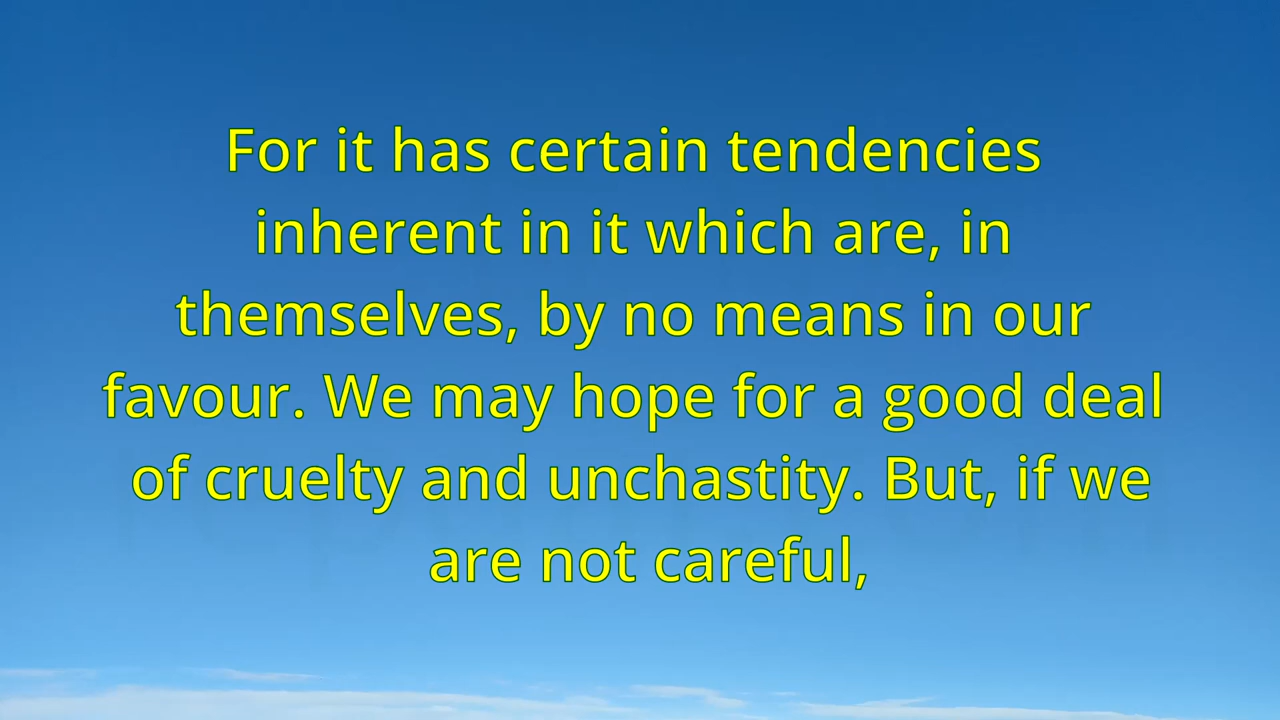 For it has certain tendencies
inherent in it which are, in
themselves, by no means in our
favour. We may hope for a good deal
of cruelty and unchastity. But, if we
are not careful,